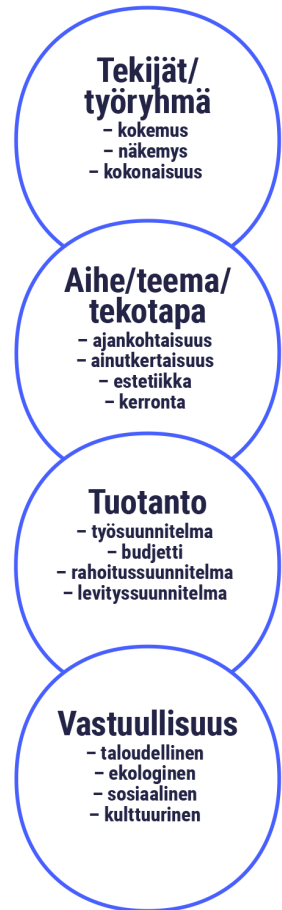 Tekijät/
työryhmä
– kokemus
– näkemys
– kokonaisuus
Aihe/teema/
tekotapa
– ajankohtaisuus
– ainutkertaisuus
– estetiikka
– kerronta
Tuotanto
– työsuunnitelma
– budjetti
– rahoitussuunnitelma
– levityssuunnitelma
Vastuullisuus
– taloudellinen
– ekologinen
– sosiaalinen
– kulttuurinen